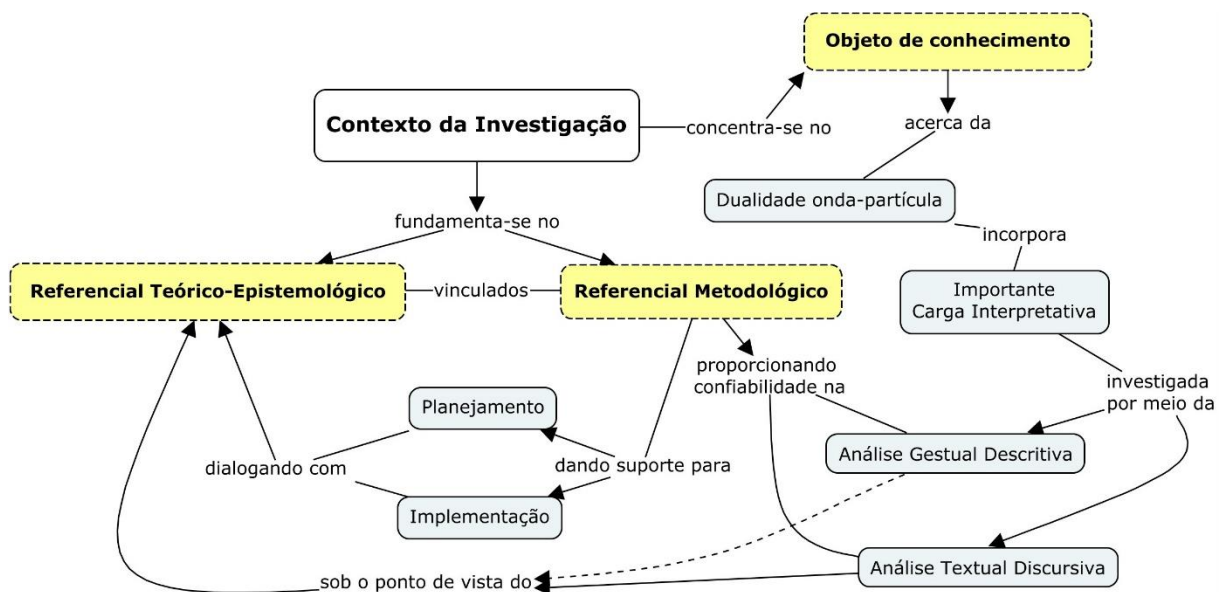 Objeto de conhecimento
Contexto da Investigação
concentra-se no
acerca da
Dualidade onda-partícula
fundamenta-se no
incorpora
Referencial Teórico-Epistemológico
vinculados
Referencial Metodológico
Importante
Carga Interpretativa
proporcionando
confiabilidade na
investigada
por meio da
Planejamento
dialogando com
dando suporte para
Análise Gestual Descritiva
Implementação
Análise Textual Discursiva
sob o ponto de vista do